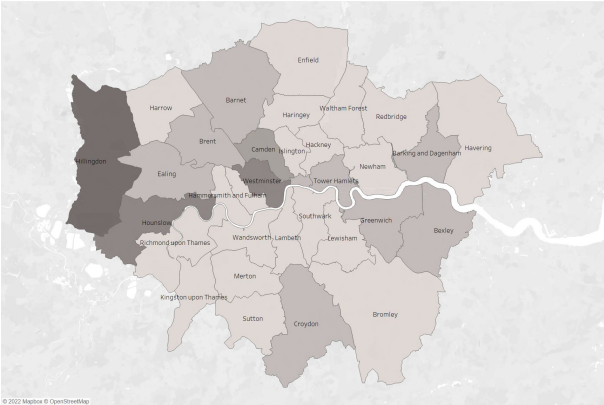 Enfield
Barnet
Harrow
Haringey
Waltham Forest
Redbridge
Brent
Camden
Islington
Hackney
Barking and Dagenham
Havering
Hillingdon
Ealing
Westminster
Tower Hamlets
Newham
Hammersmith and Fulham
Hounslow
Southwark
Greenwich
Bexley
Richmond upon Thames
Wandsworth
Lambeth
Lewisham
Merton
Kingston upon Thames
Sutton
Croydon
Bromley
© 2022 Mapbox © OpenStreetMap